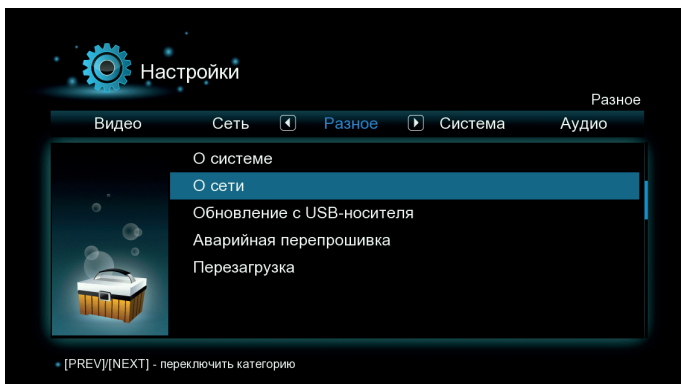 Настройки
Разное
Видео Сеть Разное Система Аудио
О системе
О сети
Обновление с USB-носителя
Аварийная перепрошивка
Перезагрузка
[PREV]/[NEXT] - переключить категорию